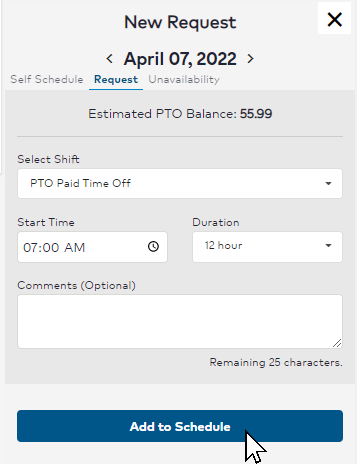 New Request
April 07, 2022
Self Schedule Request Unavailability
Estimated PTO Balance: 55.99
Select Shift
PTO Paid Time Off
Start Time Duration
07:00 AM 12 hour
Comments (Optional)
Remaining 25 characters.
Add to Schedule